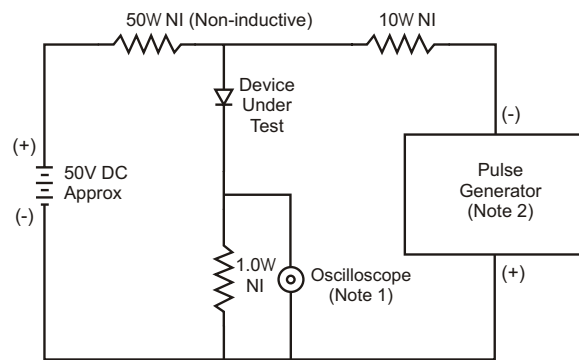 50W NI (Non-inductive)
10W NI
Device
Under
Test
(-)
(+)
50V DC
Approx
(-)
Pulse
Generator
(Note 2)
1.0W
NI
Oscilloscope
(Note 1)
(+)